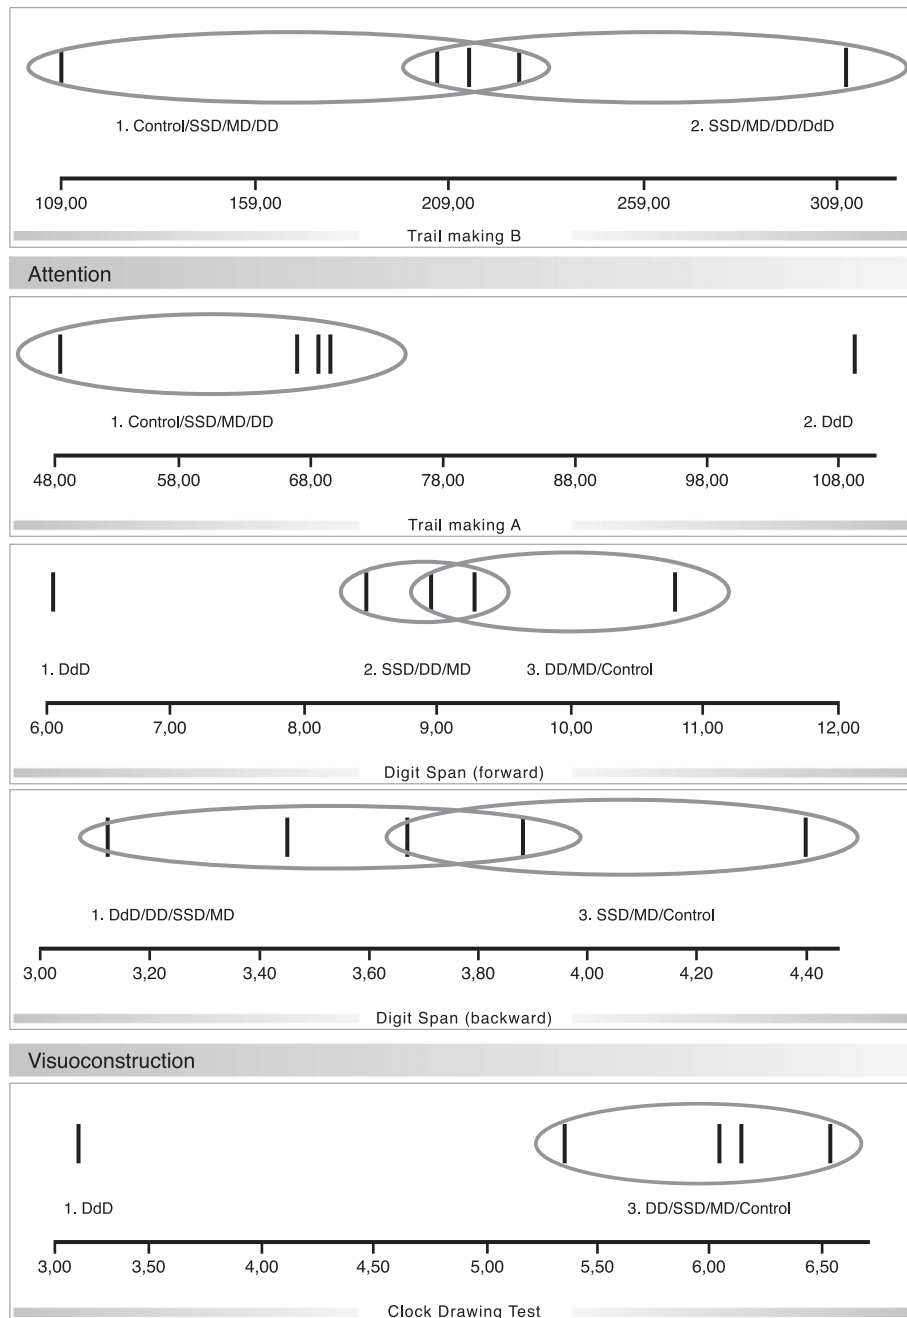 1. Control/SSD/MD/DD 2. SSD/MD/DD/DdD
109,00 159,00 209,00 259,00 309,00
Trail making B
Attention
1. Control/SSD/MD/DD 2. DdD
48,00 58,00 68,00 78,00 88,00 98,00 108,00
Trail making A
1. DdD 2. SSD/DD/MD 3. DD/MD/Control
6,00 7,00 8,00 9,00 10,00 11,00 12,00
Digit Span (forward)
1. DdD/DD/SSD/MD 3. SSD/MD/Control
3,00 3,20 3,40 3,60 3,80 4,00 4,20 4,40
Digit Span (backward)
Visuoconstruction
1. DdD 3. DD/SSD/MD/Control
3,00 3,50 4,00 4,50 5,00 5,50 6,00 6,50
Clock Drawing Test